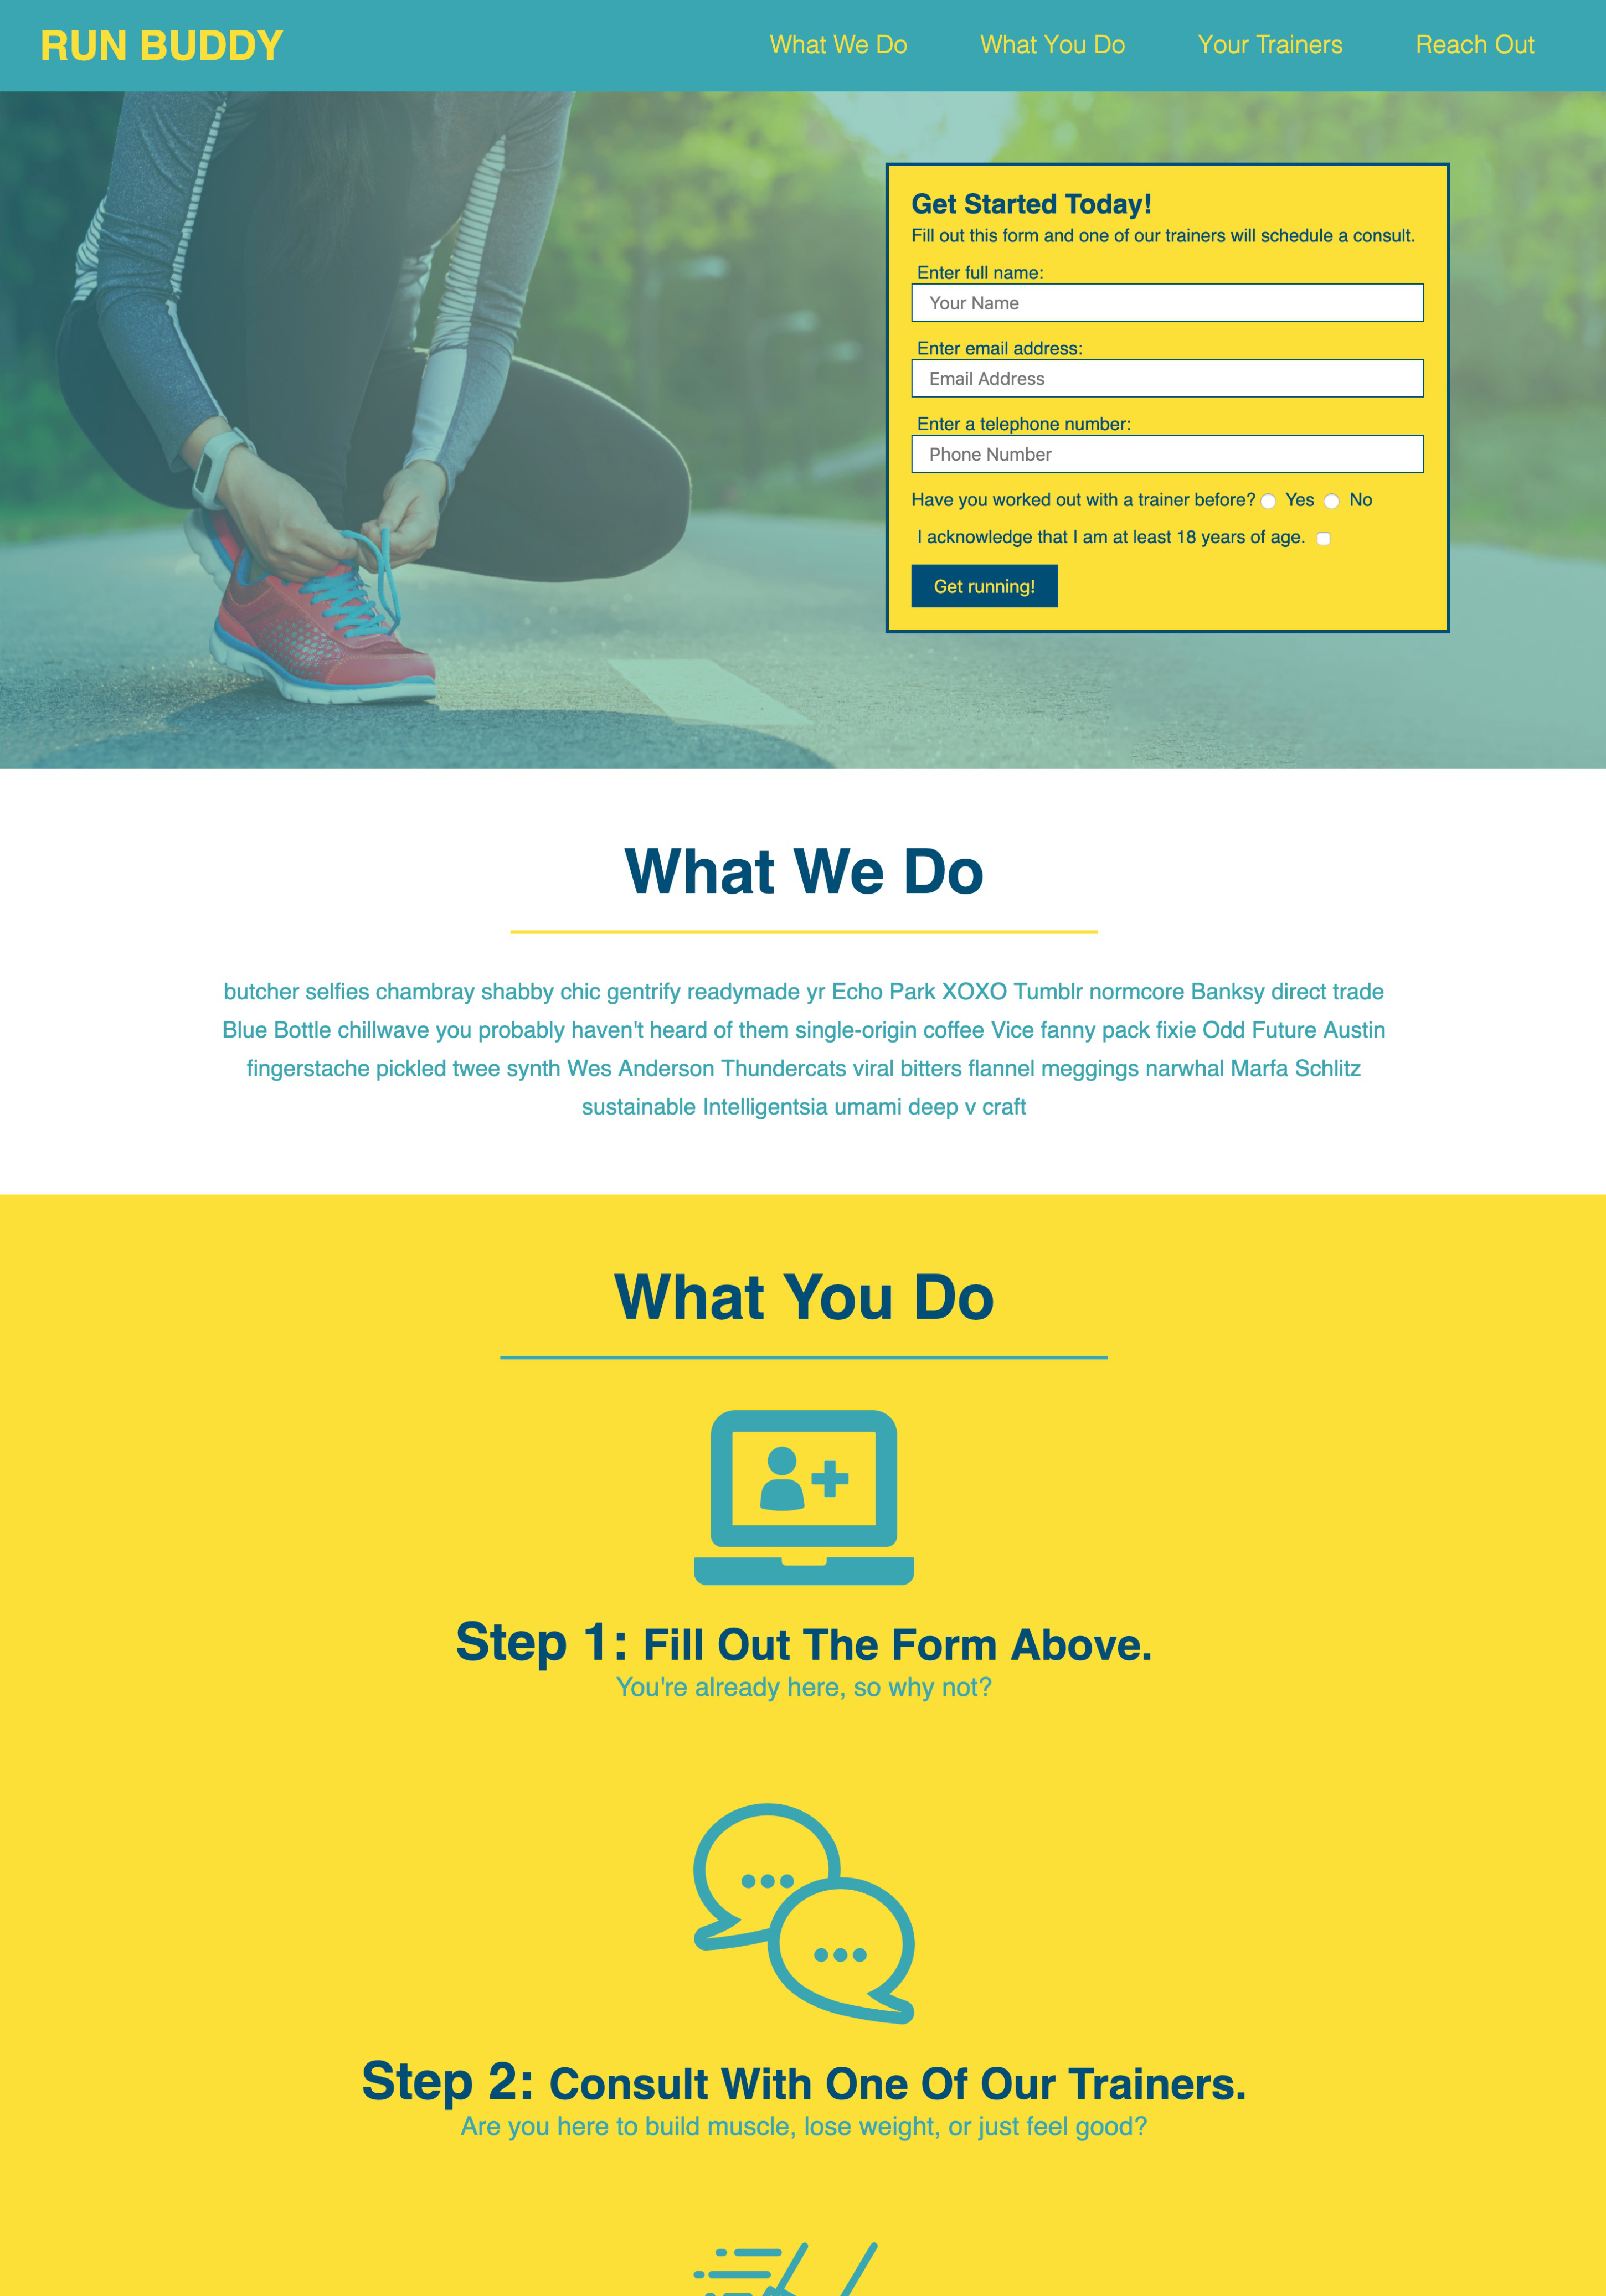 RUN BUDDY
What We Do
What You Do
Your Trainers
Reach Out
Get Started Today!
Fill out this form and one of our trainers will schedule a consult.
Enter full name:
Your Name
Enter email address:
Email Address
Enter a telephone number:
Phone Number
Have you worked out with a trainer before? Yes No
I acknowledge that I am at least 18 years of age.
Get running!
What We Do
butcher selfies chambray shabby chic gentrify readymade yr Echo Park XOXO Tumblr normcore Banksy direct trade
Blue Bottle chillwave you probably haven't heard of them single-origin coffee Vice fanny pack fixie Odd Future Austin
fingerstache pickled twee synth Wes Anderson Thundercats viral bitters flannel meggings narwhal Marfa Schlitz
sustainable Intelligentsia umami deep v craft
What You Do
Step 1: Fill Out The Form Above.
You're already here, so why not?
Step 2: Consult With One Of Our Trainers.
Are you here to build muscle, lose weight, or just feel good?